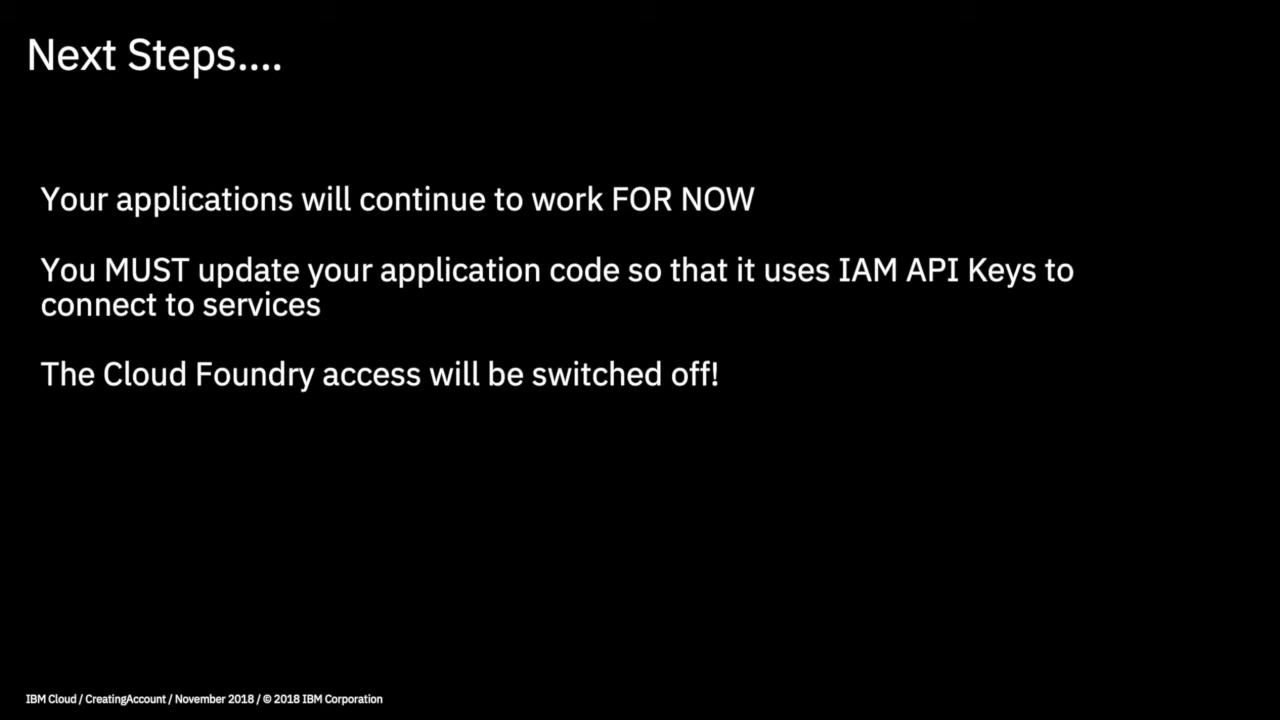 Next Steps....
Your applications will continue to work FOR NOW
You MUST update your application code so that it uses IAM API Keys to
connect to services
The Cloud Foundry access will be switched off!
IBM Cloud / CreatingAccount / November 2018 / © 2018 IBM Corporation